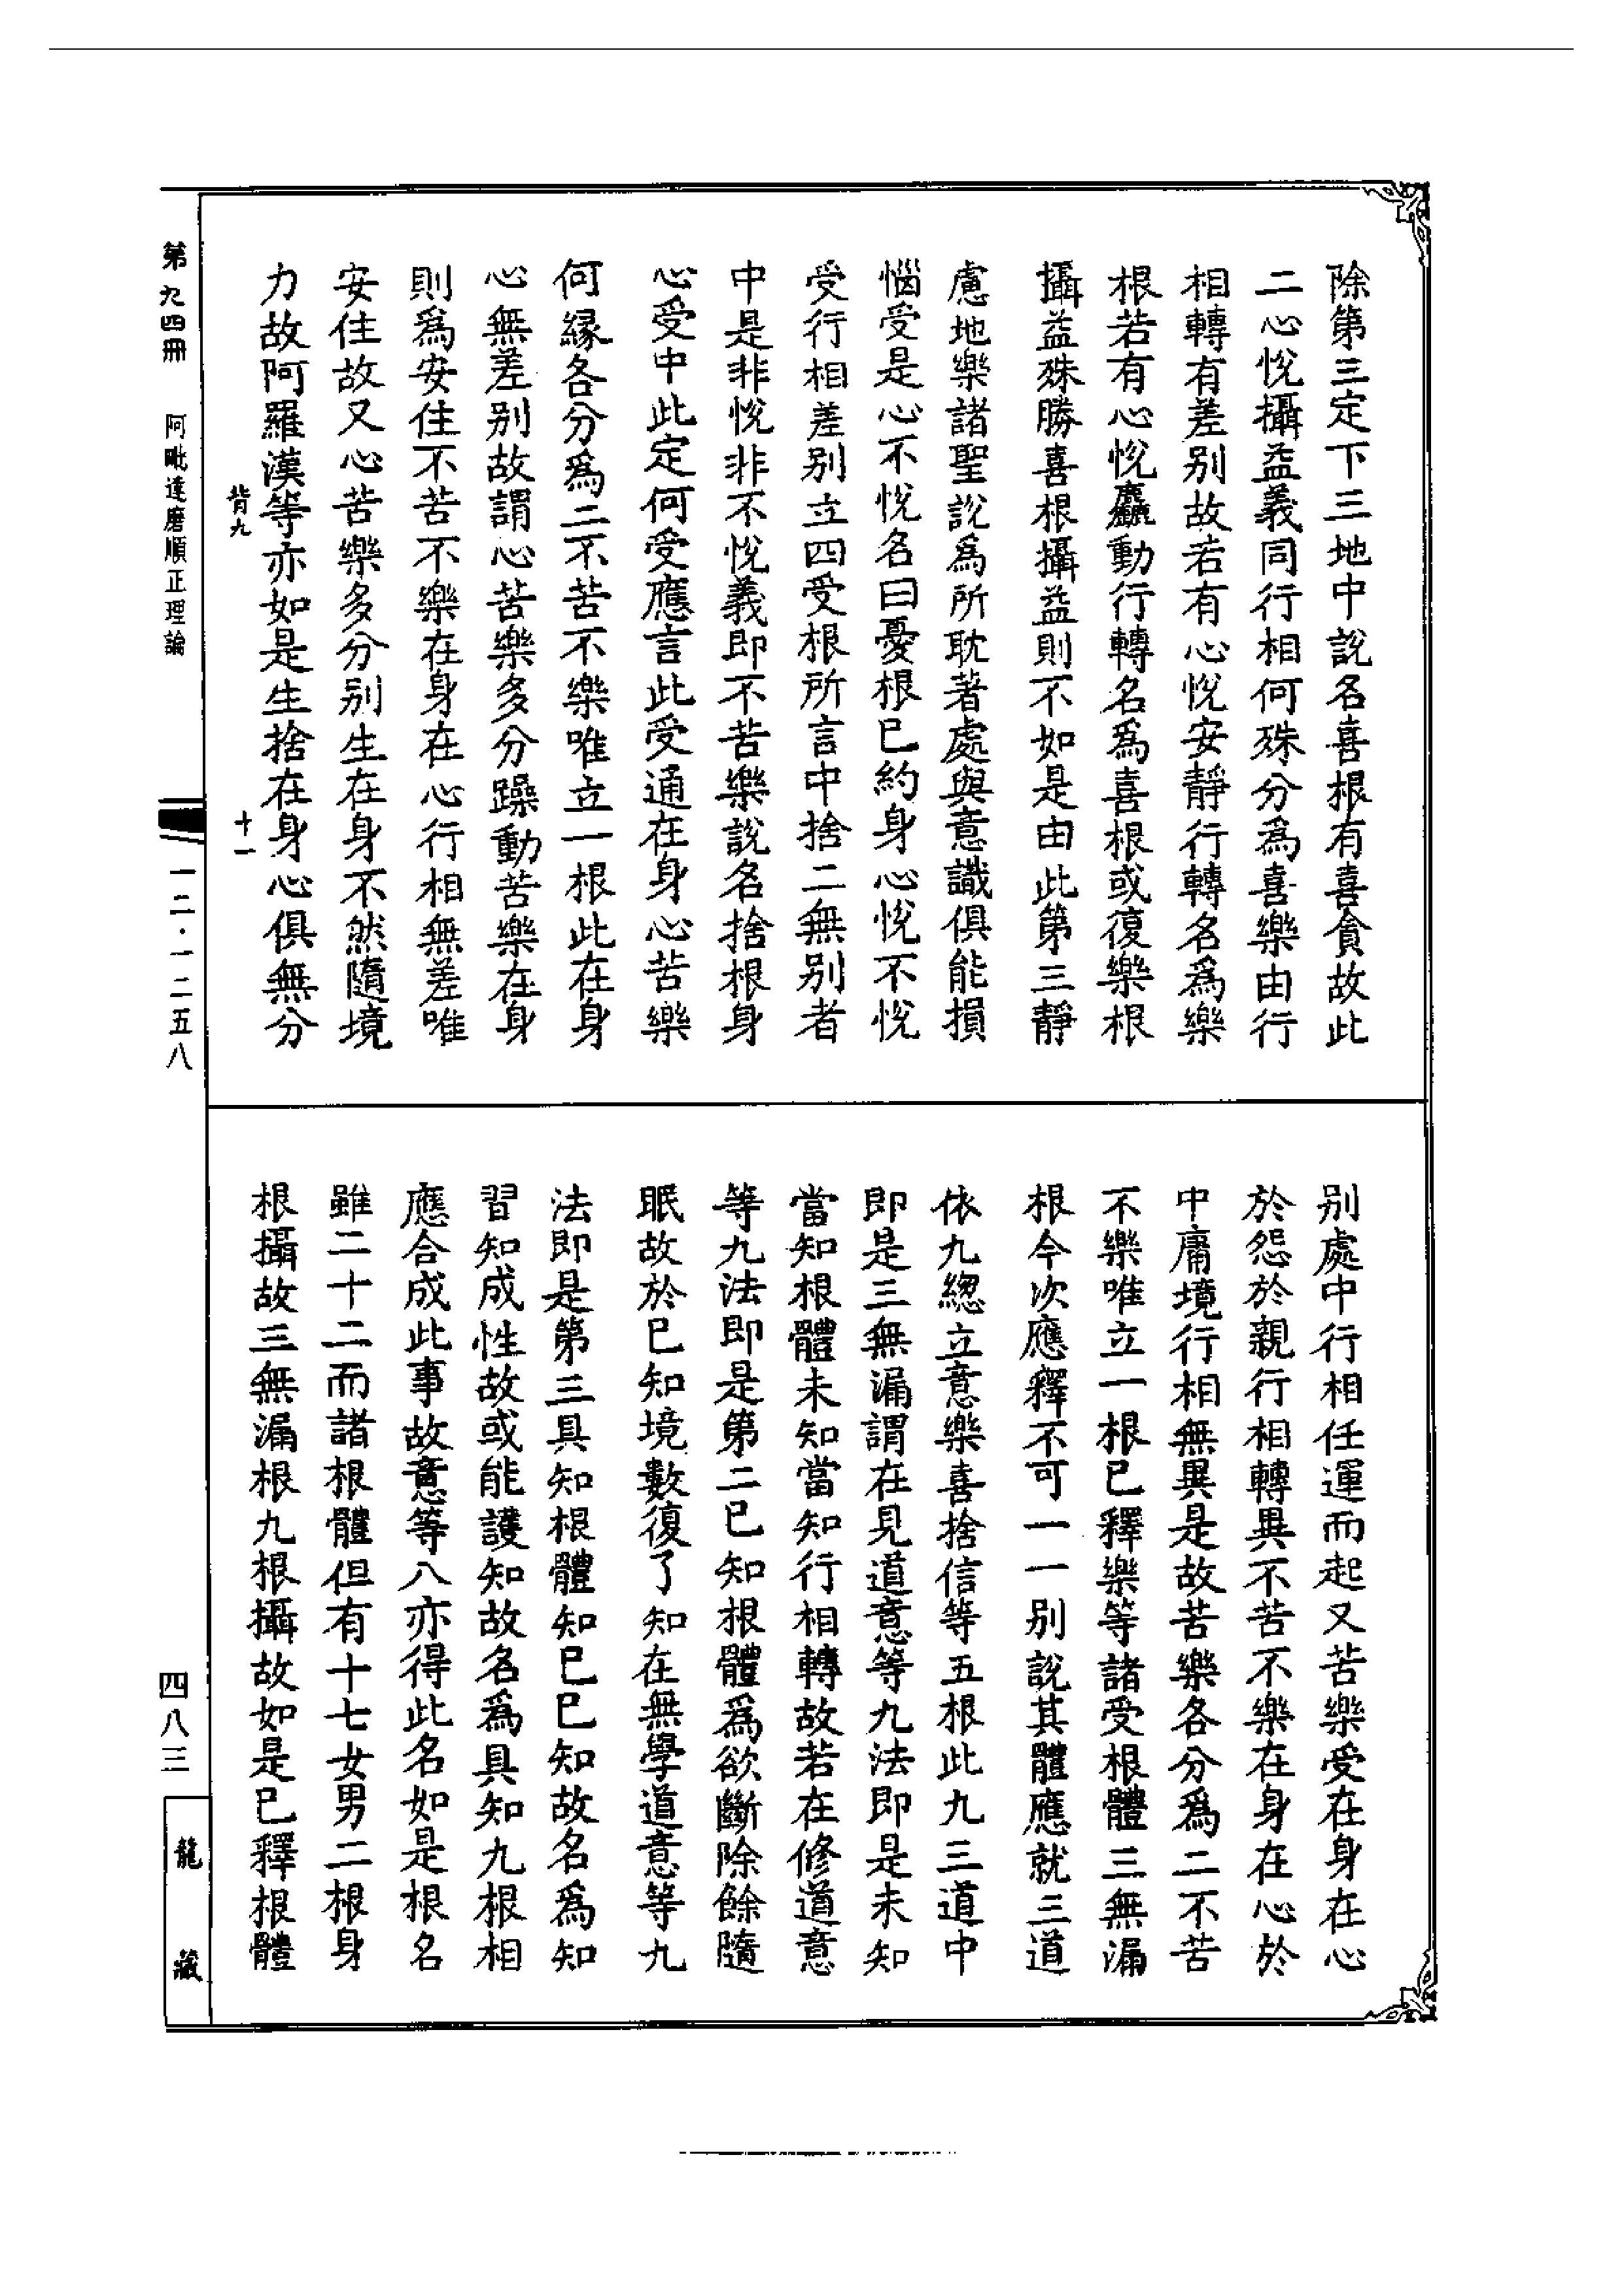 除第三定下三地中說名喜根有喜貪故此
二心悅攝益義同行相何殊分為喜樂由行
相轉有差别故若有心悅安靜行轉名為樂
根若有心悅麤動行轉名為喜根或復樂根
攝益殊勝喜根攝益則不如是由此第三靜
慮地樂諸聖說為所耽著處與意識俱能損
惱受是心不悅名曰憂根已約身心悅不悅
受行相差别立四受根所言中捨二無别者
中是非悅非不悅義即不苦樂說名捨根身
心受中此定何受應言此受通在身心苦樂
何緣各分為二不苦不樂唯立一根此在身
心無差别故謂心苦樂多分躁動苦樂在身
則為安住不苦不樂在身在心行相無差唯
安住故又心苦樂多分别生在身不然隨境
力故阿羅漢等亦如是生捨在身心俱無分
别處中行相任運而起又苦樂受在身在心
於怨於親行相轉異不苦不樂在身在心於
中庸境行相無異是故苦樂各分為二不苦
不樂唯立一根已釋樂等諸受根體三無漏
根今次應釋不可一一别說其體應就三道
依九總立意樂喜捨信等五根此九三道中
即是三無漏謂在見道意等九法即是未知
當知根體未知當知行相轉故若在修道意
等九法即是第二已知根體為欲斷除餘隨
眠故於已知境數復了知在無學道意等九
法即是第三具知根體知已已知故名為知
習知成性故或能護知故名為具知九根相
應合成此事故意等八亦得此名如是根名
雖二十二而諸根體但有十七女男二根身
根攝故三無漏根九根攝故如是已釋根體
背九
十一
第九四冊
阿毗達磨順正理論
一二·一二五八
四八三
龍藏